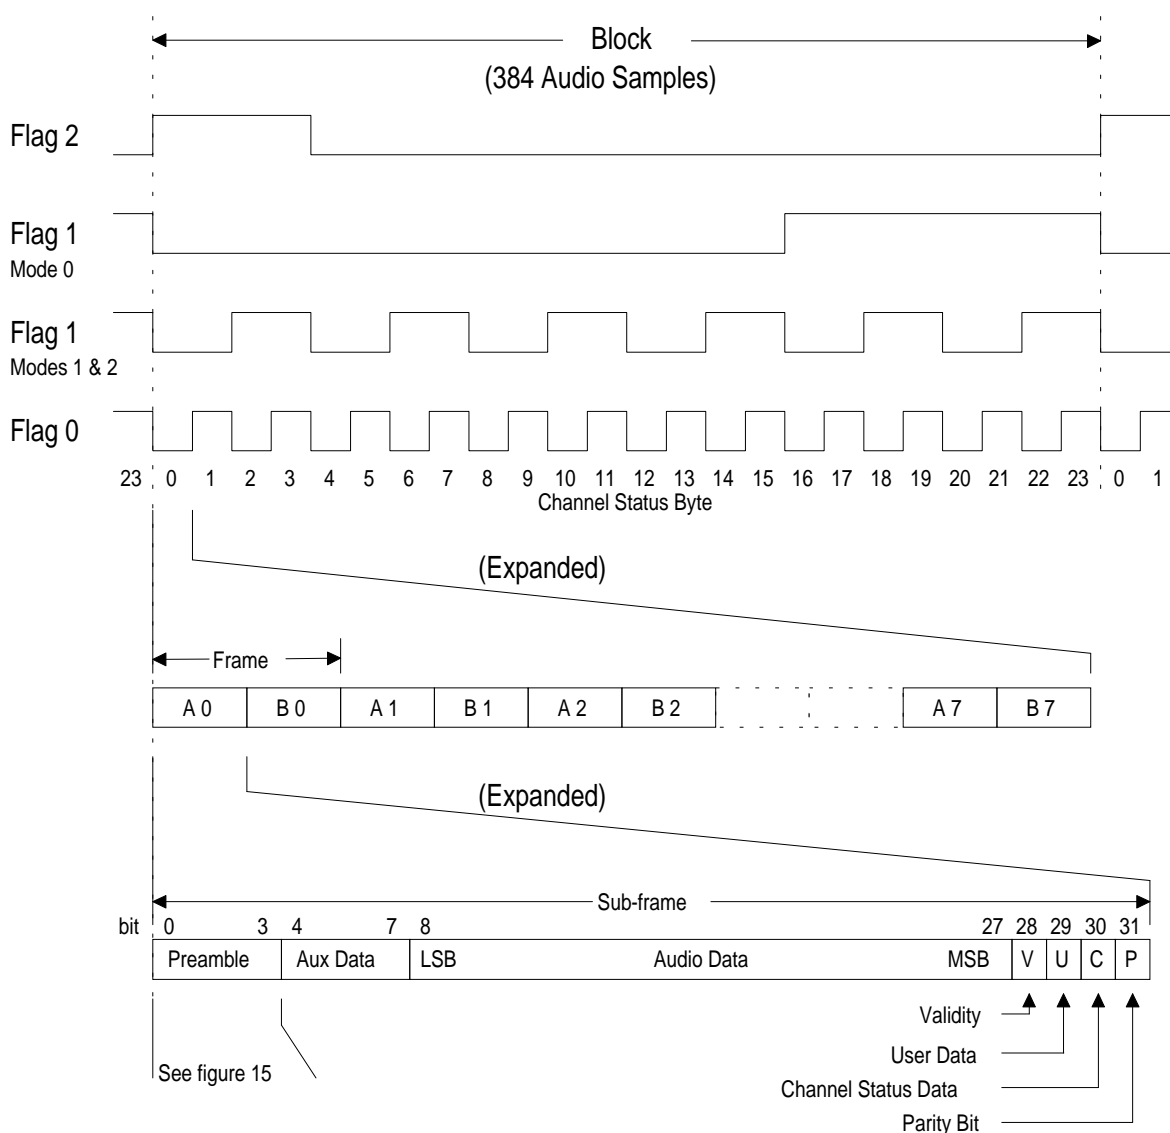 Block
(384 Audio Samples)
Flag 2
Flag 1
Mode 0
Flag 1
Modes 1 & 2
Flag 0
23 0 1 2 3 4 5 6 7 8 9 10 11 12 13 14 15 16 17 18 19 20 21 22 23 0 1
Channel Status Byte
(Expanded)
Frame
A 0 B 0 A 1 B 1 A 2 B 2 A 7 B 7
(Expanded)
Sub-frame
bit 0 3 4 7 8 27 28 29 30 31
Preamble Aux Data LSB Audio Data MSB V U C P
Validity
User Data
See figure 15
Channel Status Data
Parity Bit